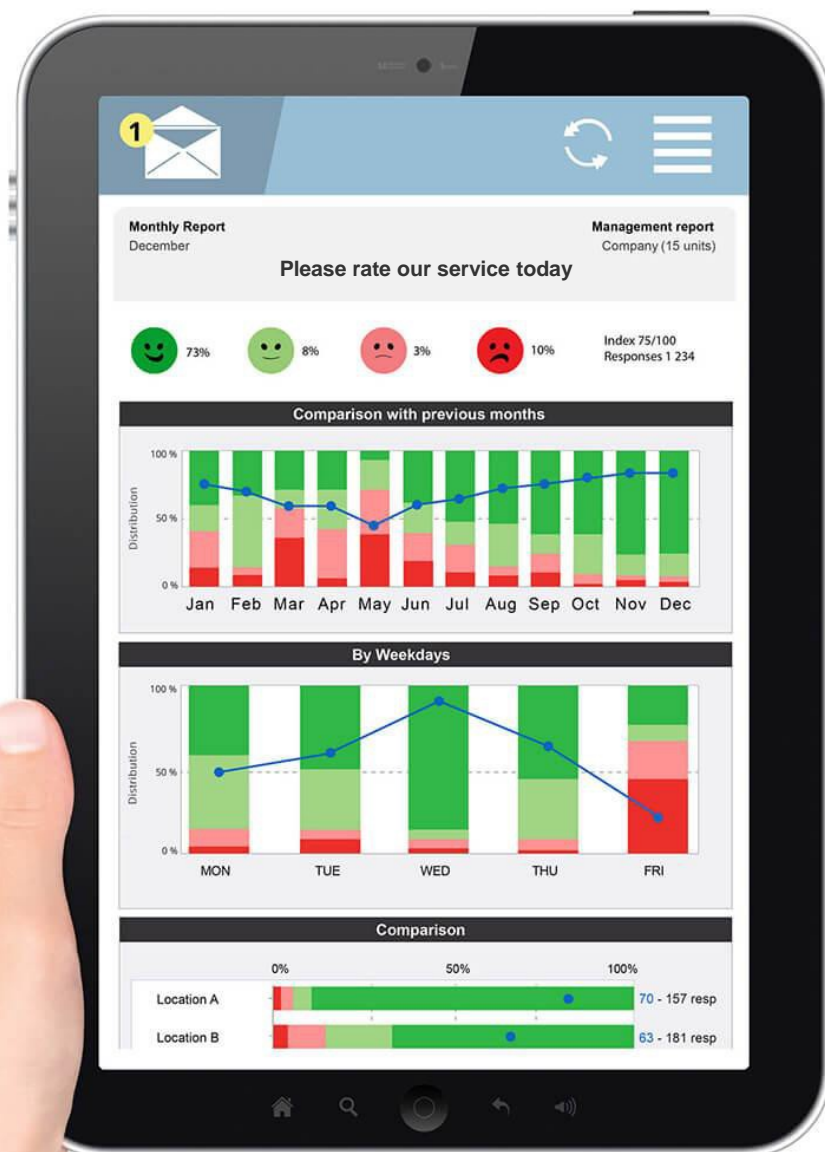 1
Monthly Report
December
Management report
Company (15 units)
Please rate our service today
73%
8%
3%
10%
Index 75/100
Responses 1 234
Comparison with previous months
100 %
50 %
0 %
Distribution
Jan Feb Mar Apr May Jun Jul Aug Sep Oct Nov Dec
By Weekdays
100 %
50 %
0 %
Distribution
MON TUE WED THU FRI
Comparison
0% 50% 100%
Location A 70 - 157 resp
Location B 63 - 181 resp